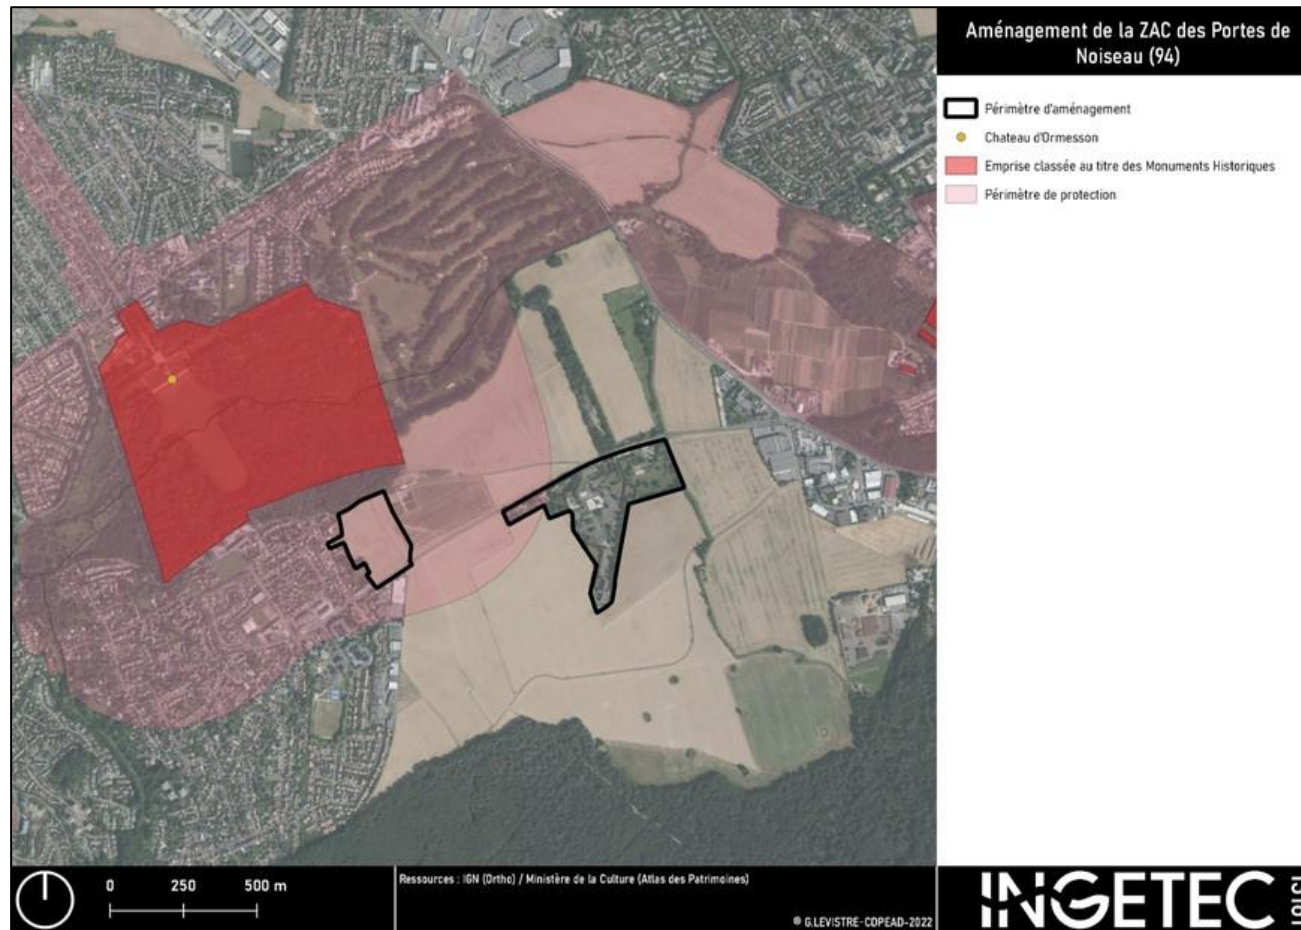 Aménagement de la ZAC des Portes de
Noiseau (94)
Périmètre d'aménagement
Chateau d'Ormesson
Emprise classée au titre des Monuments Historiques
Périmètre de protection
0 250 500 m
Ressources : IGN (Ortho) / Ministère de la Culture (Atlas des Patrimoines)
© G.LEVISTRE-COPEAD-2022
INGETEC